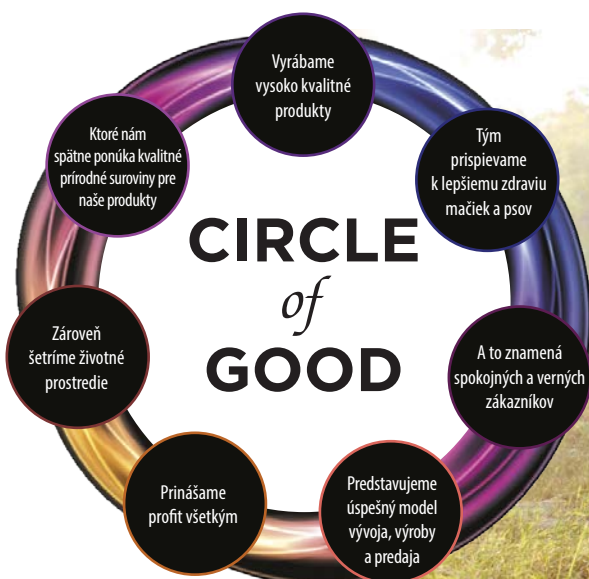 Vyrábame
vysoko kvalitné
produkty
Tým
prispievame
k lepšiemu zdraviu
mačiek a psov
A to znamená
spokojných a verných
zákazníkov
Predstavujeme
úspešný model
vývoja, výroby
a predaja
Prinášame
profit všetkým
Zároveň
šetríme životné
prostredie
Ktoré nám
spätne ponúka kvalitné
prírodné suroviny pre
naše produkty
CIRCLE
of
GOOD